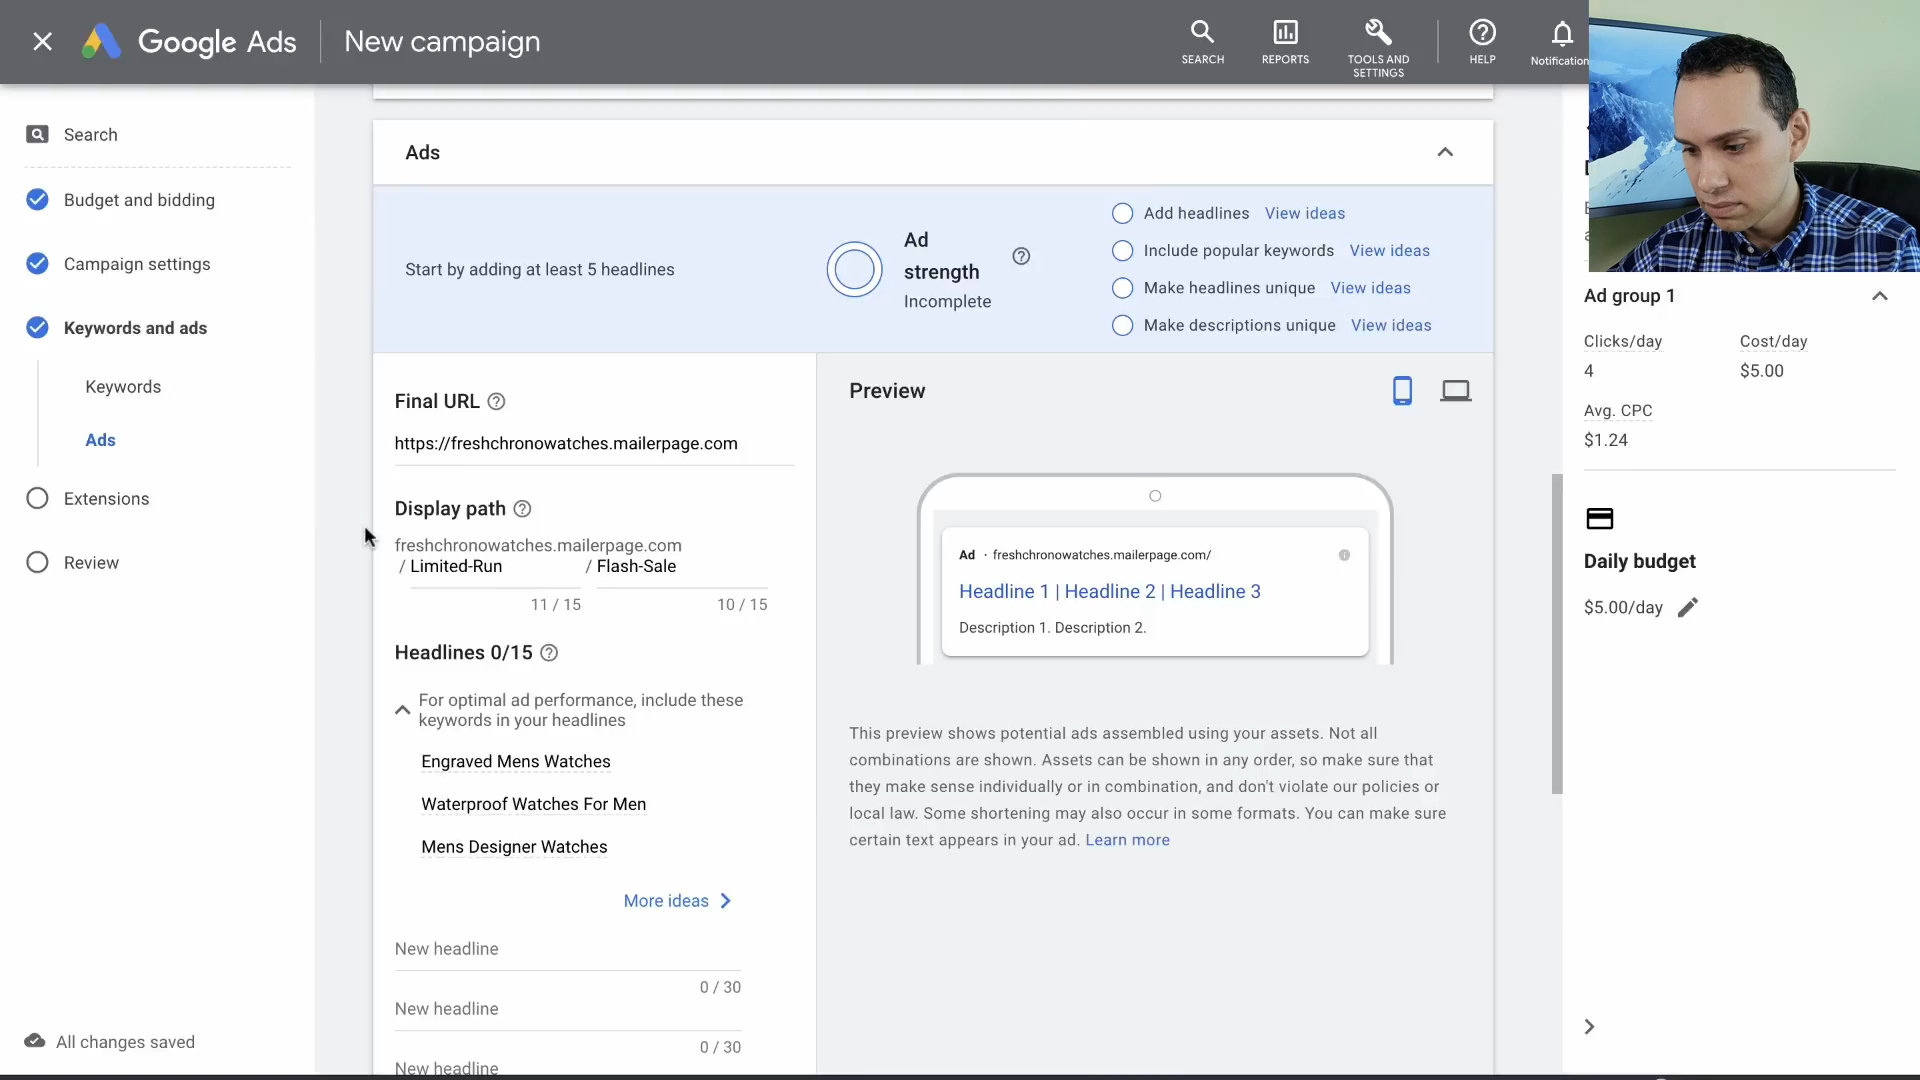 Google Ads
New campaign
SEARCH
REPORTS
TOOLS AND
SETTINGS
HELP
Notification
Search
Budget and bidding
Campaign settings
Keywords and ads
Keywords
Ads
Extensions
Review
All changes saved
Ads
Start by adding at least 5 headlines
Ad
strength
Incomplete
Add headlines View ideas
Include popular keywords View ideas
Make headlines unique View ideas
Make descriptions unique View ideas
Final URL
https://freshchronowatches.mailerpage.com
Display path
freshchronowatches.mailerpage.com
/ Limited-Run / Flash-Sale
11 / 15 10 / 15
Headlines 0/15
For optimal ad performance, include these
keywords in your headlines
Engraved Mens Watches
Waterproof Watches For Men
Mens Designer Watches
More ideas
New headline
0 / 30
New headline
0 / 30
New headline
Preview
Ad · freshchronowatches.mailerpage.com/
Headline 1 | Headline 2 | Headline 3
Description 1. Description 2.
This preview shows potential ads assembled using your assets. Not all
combinations are shown. Assets can be shown in any order, so make sure that
they make sense individually or in combination, and don't violate our policies or
local law. Some shortening may also occur in some formats. You can make sure
certain text appears in your ad. Learn more
Ad group 1
Clicks/day Cost/day
4 $5.00
Avg. CPC
$1.24
Daily budget
$5.00/day